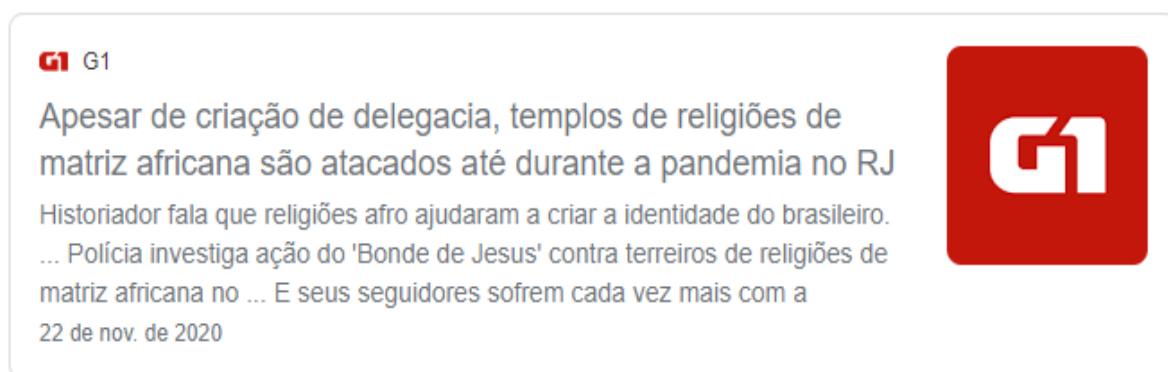 G1 G1
Apesar de criação de delegacia, templos de religiões de
matriz africana são atacados até durante a pandemia no RJ
Historiador fala que religiões afro ajudaram a criar a identidade do brasileiro.
... Polícia investiga ação do 'Bonde de Jesus' contra terreiros de religiões de
matriz africana no ... E seus seguidores sofrem cada vez mais com a
22 de nov. de 2020
G1